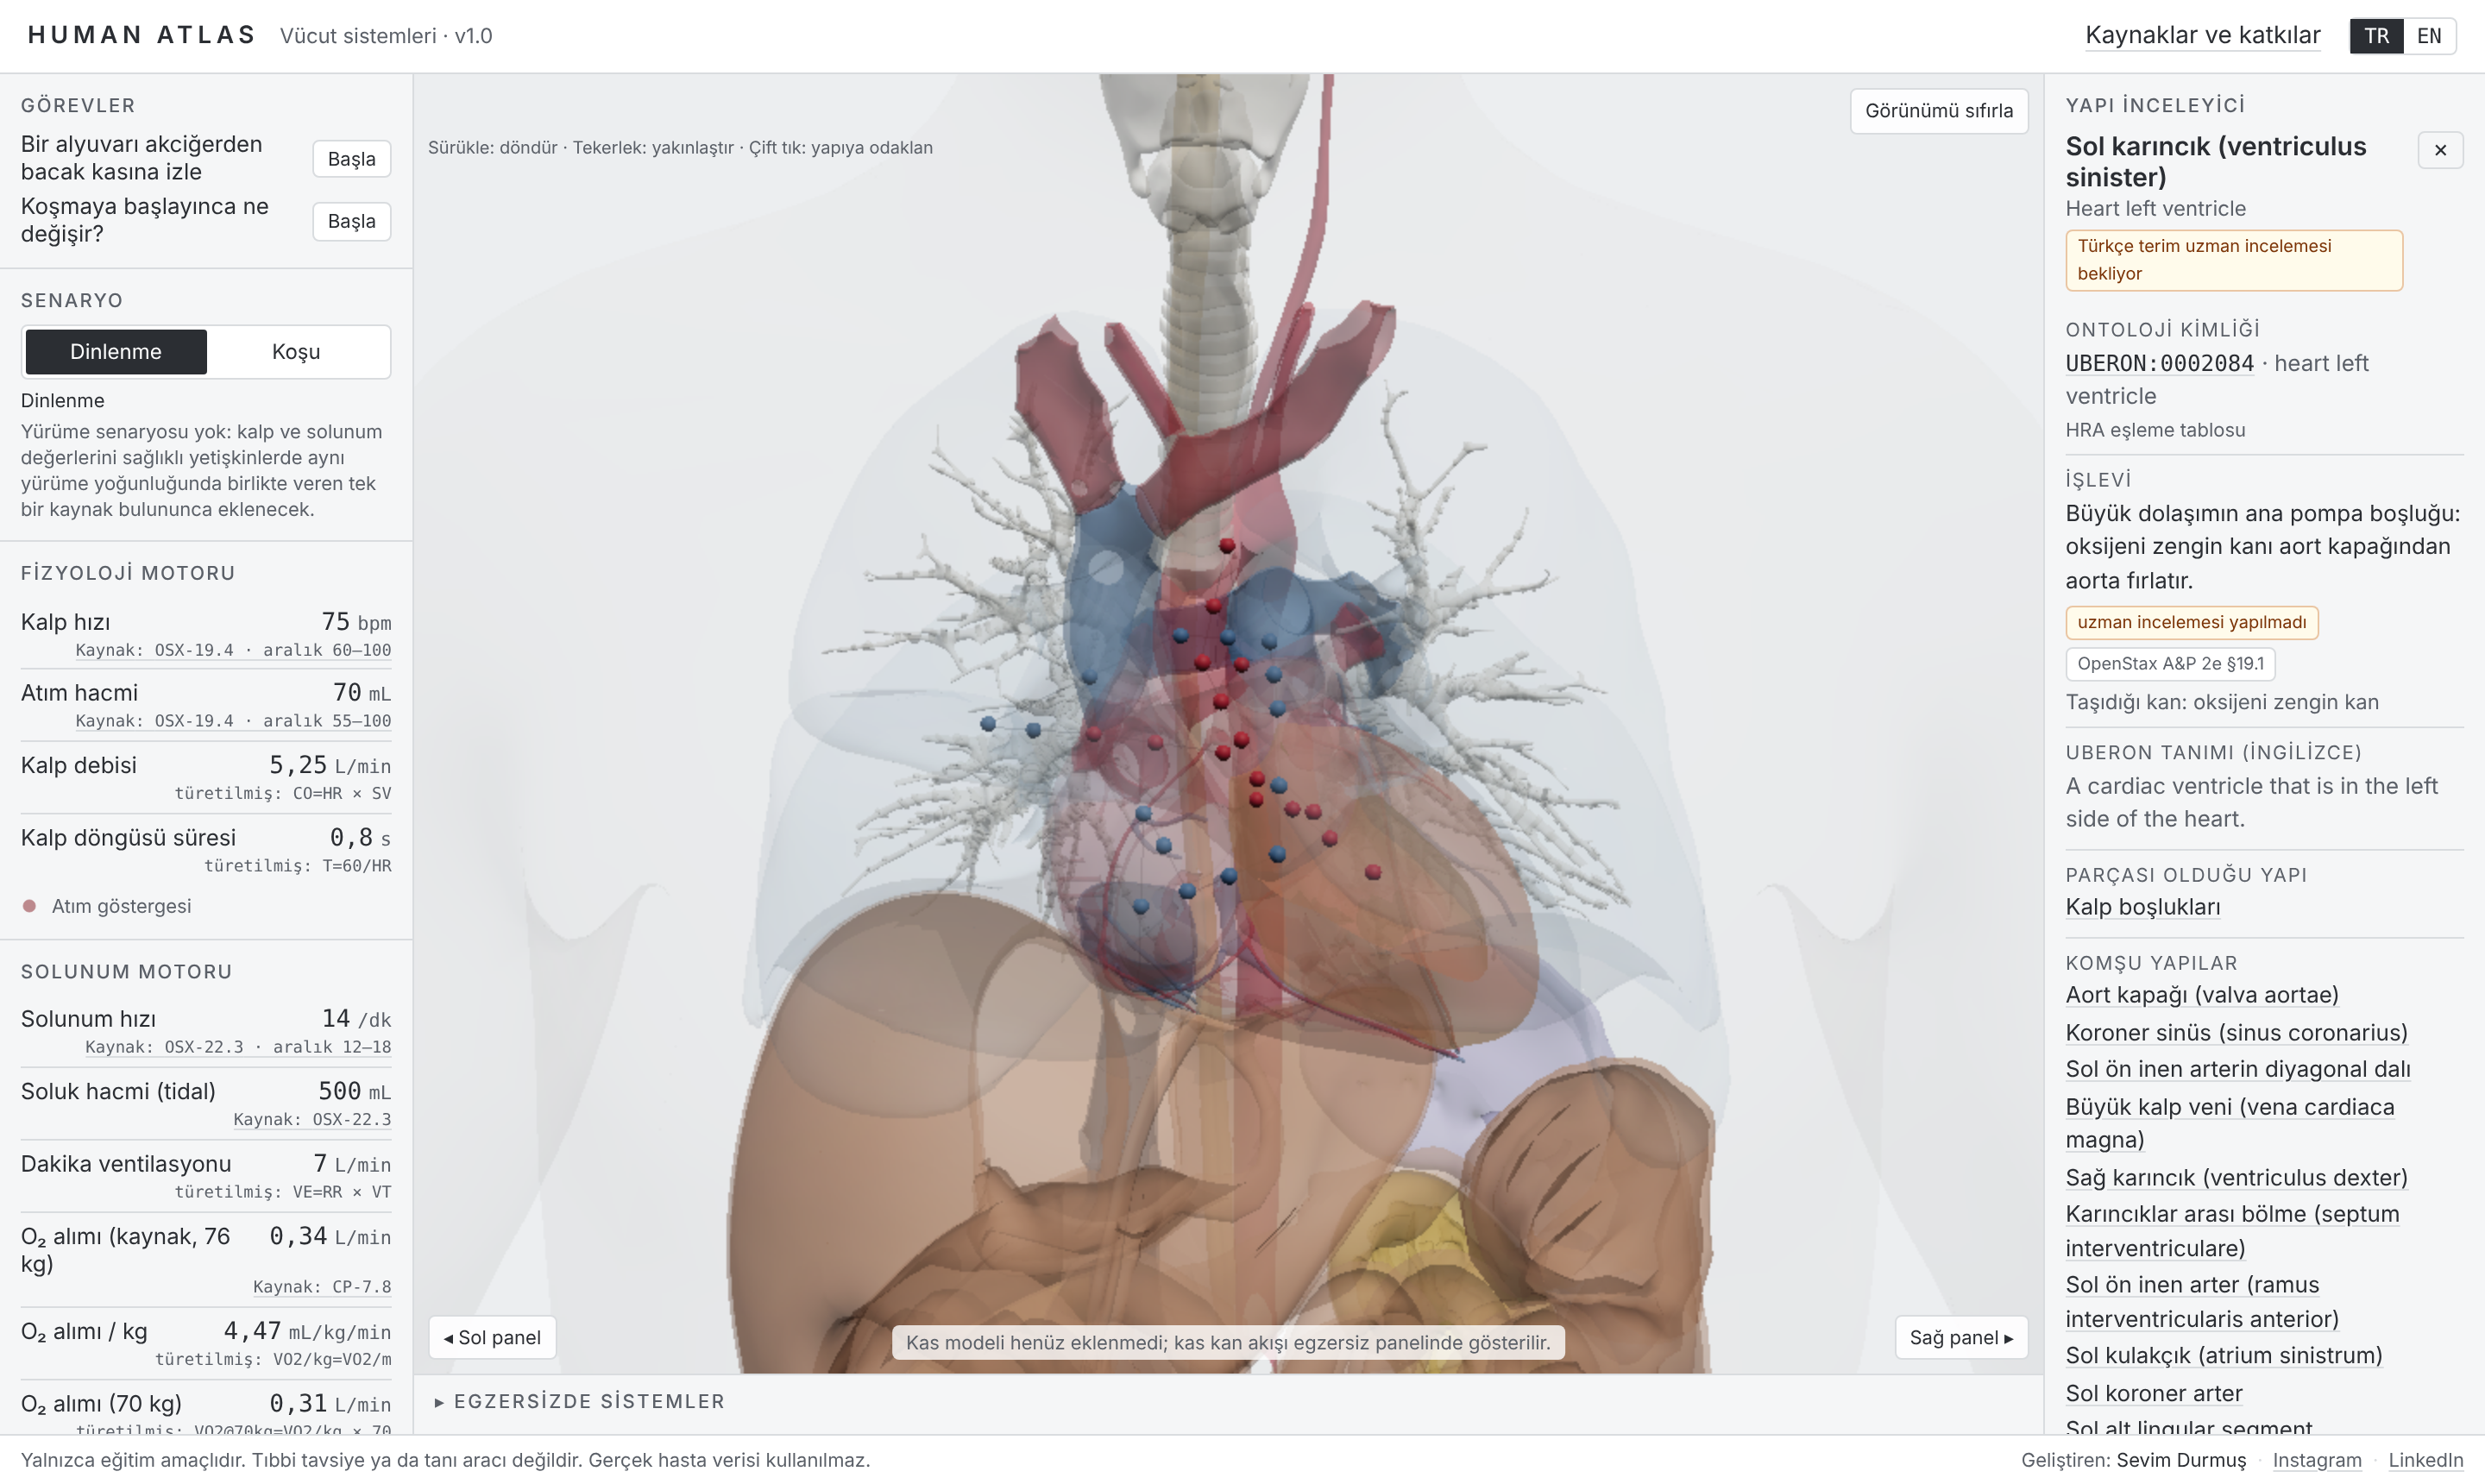 HUMAN ATLAS
Vücut sistemleri · v1.0
Kaynaklar ve katkılar
TR
EN
GÖREVLER
Bir alyuvarı akciğerden
bacak kasına izle
Başla
Koşmaya başlayınca ne
değişir?
Başla
SENARYO
Dinlenme
Koşu
Dinlenme
Yürüme senaryosu yok: kalp ve solunum
değerlerini sağlıklı yetişkinlerde aynı
yürüme yoğunluğunda birlikte veren tek
bir kaynak bulununca eklenecek.
FİZYOLOJİ MOTORU
Kalp hızı 75 bpm
Kaynak: OSX-19.4 · aralık 60–100
Atım hacmi 70 mL
Kaynak: OSX-19.4 · aralık 55–100
Kalp debisi 5,25 L/min
türetilmiş: CO=HR × SV
Kalp döngüsü süresi 0,8 s
türetilmiş: T=60/HR
Atım göstergesi
SOLUNUM MOTORU
Solunum hızı 14 /dk
Kaynak: OSX-22.3 · aralık 12–18
Soluk hacmi (tidal) 500 mL
Kaynak: OSX-22.3
Dakika ventilasyonu 7 L/min
türetilmiş: VE=RR × VT
O₂ alımı (kaynak, 76 0,34 L/min
kg)
Kaynak: CP-7.8
O₂ alımı / kg 4,47 mL/kg/min
türetilmiş: VO2/kg=VO2/m
O₂ alımı (70 kg) 0,31 L/min
türetilmiş: VO2@70kg=VO2/kg × 70
Sürükle: döndür · Tekerlek: yakınlaştır · Çift tık: yapıya odaklan
Görünümü sıfırla
◂ Sol panel
Kas modeli henüz eklenmedi; kas kan akışı egzersiz panelinde gösterilir.
Sağ panel ▸
▸ EGZERSİZDE SİSTEMLER
YAPI İNCELEYİCİ
Sol karıncık (ventriculus
sinister)
×
Heart left ventricle
Türkçe terim uzman incelemesi
bekliyor
ONTOLOJİ KİMLİĞİ
UBERON:0002084 · heart left
ventricle
HRA eşleme tablosu
İŞLEVİ
Büyük dolaşımın ana pompa boşluğu:
oksijeni zengin kanı aort kapağından
aorta fırlatır.
uzman incelemesi yapılmadı
OpenStax A&P 2e §19.1
Taşıdığı kan: oksijeni zengin kan
UBERON TANIMI (İNGİLİZCE)
A cardiac ventricle that is in the left
side of the heart.
PARÇASI OLDUĞU YAPI
Kalp boşlukları
KOMŞU YAPILAR
Aort kapağı (valva aortae)
Koroner sinüs (sinus coronarius)
Sol ön inen arterin diyagonal dalı
Büyük kalp veni (vena cardiaca
magna)
Sağ karıncık (ventriculus dexter)
Karıncıklar arası bölme (septum
interventriculare)
Sol ön inen arter (ramus
interventricularis anterior)
Sol kulakçık (atrium sinistrum)
Sol koroner arter
Sol alt lingular segment
Yalnızca eğitim amaçlıdır. Tıbbi tavsiye ya da tanı aracı değildir. Gerçek hasta verisi kullanılmaz.
Geliştiren: Sevim Durmuş · Instagram · LinkedIn